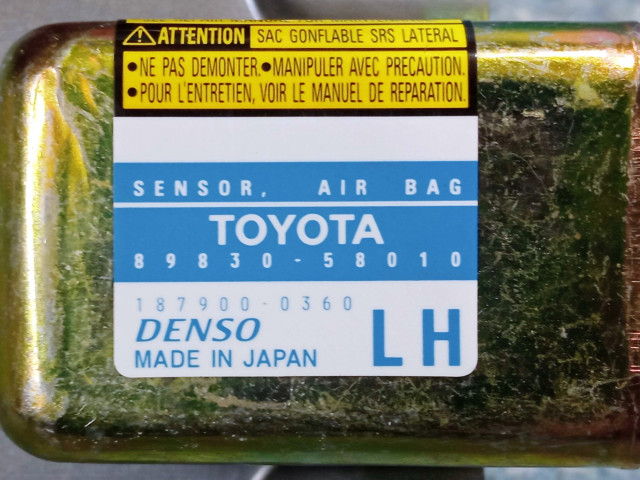 ATTENTION SAC GONFLABLE SRS LATERAL
•NE PAS DEMONTER. •MANIPULER AVEC PRECAUTION.
•POUR L'ENTRETIEN, VOIR LE MANUEL DE REPARATION.
SENSOR, AIR BAG
TOYOTA
89830-58010
187900-0360
DENSO
MADE IN JAPAN
LH